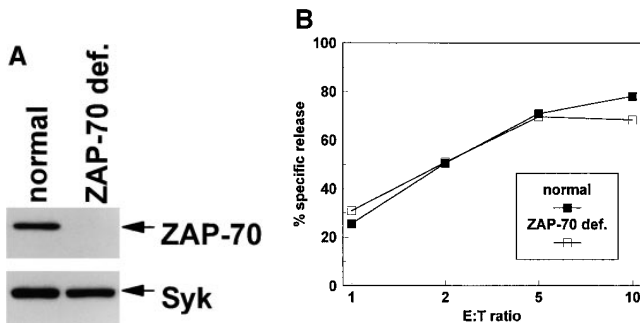 A
normal
ZAP-70 def.
ZAP-70
Syk
B
% specific release
100
80
60
40
20
0
1
2
5
10
E:T ratio
normal
ZAP-70 def.